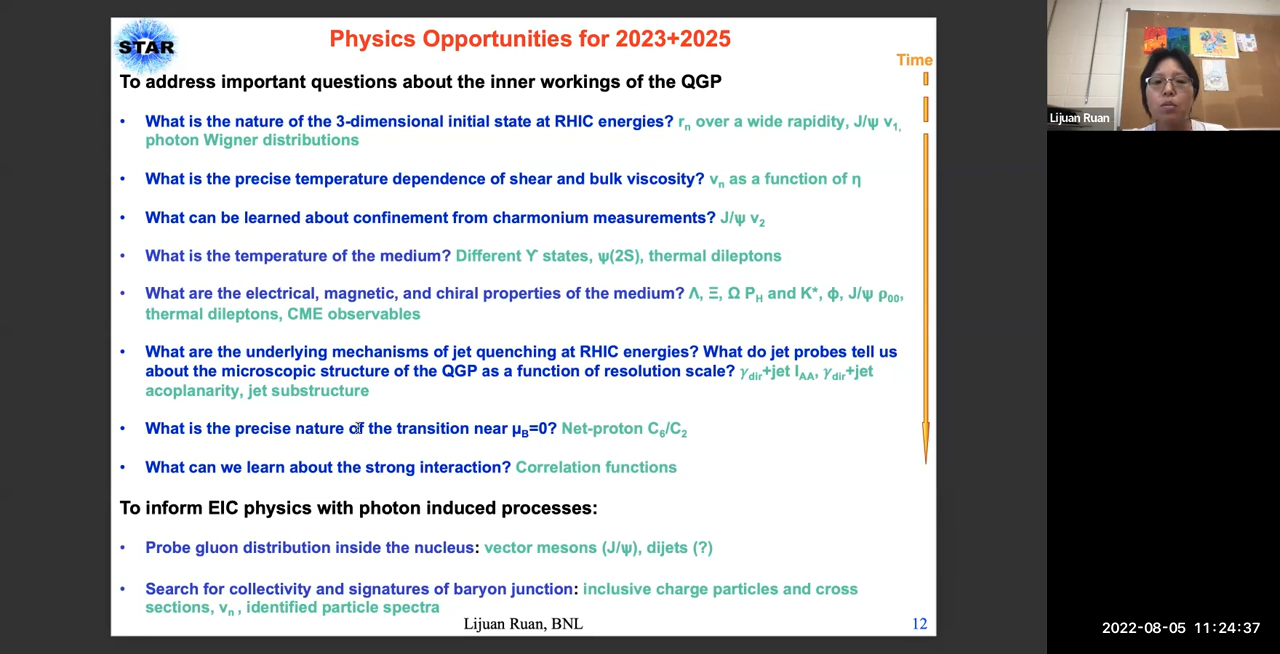 STAR
Physics Opportunities for 2023+2025
Time
To address important questions about the inner workings of the QGP
• What is the nature of the 3-dimensional initial state at RHIC energies? rₙ over a wide rapidity, J/ψ v₁,
photon Wigner distributions
• What is the precise temperature dependence of shear and bulk viscosity? vₙ as a function of η
• What can be learned about confinement from charmonium measurements? J/ψ v₂
• What is the temperature of the medium? Different ϒ states, ψ(2S), thermal dileptons
• What are the electrical, magnetic, and chiral properties of the medium? Λ, Ξ, Ω P_H and K*, ϕ, J/ψ ρ₀₀,
thermal dileptons, CME observables
• What are the underlying mechanisms of jet quenching at RHIC energies? What do jet probes tell us
about the microscopic structure of the QGP as a function of resolution scale? γ_dir+jet I_AA, γ_dir+jet
acoplanarity, jet substructure
• What is the precise nature of the transition near μ_B=0? Net-proton C₆/C₂
• What can we learn about the strong interaction? Correlation functions
To inform EIC physics with photon induced processes:
• Probe gluon distribution inside the nucleus: vector mesons (J/ψ), dijets (?)
• Search for collectivity and signatures of baryon junction: inclusive charge particles and cross
sections, vₙ , identified particle spectra
Lijuan Ruan, BNL
12
Lijuan Ruan
2022-08-05 11:24:37